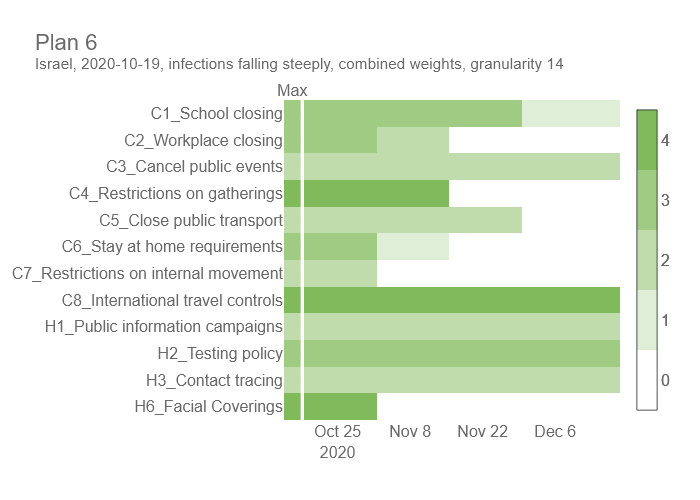 Plan 6
Israel, 2020-10-19, infections falling steeply, combined weights, granularity 14
Max
C1_School closing
C2_Workplace closing
C3_Cancel public events
C4_Restrictions on gatherings
C5_Close public transport
C6_Stay at home requirements
C7_Restrictions on internal movement
C8_International travel controls
H1_Public information campaigns
H2_Testing policy
H3_Contact tracing
H6_Facial Coverings
Oct 25 Nov 8 Nov 22 Dec 6
2020
4
3
2
1
0